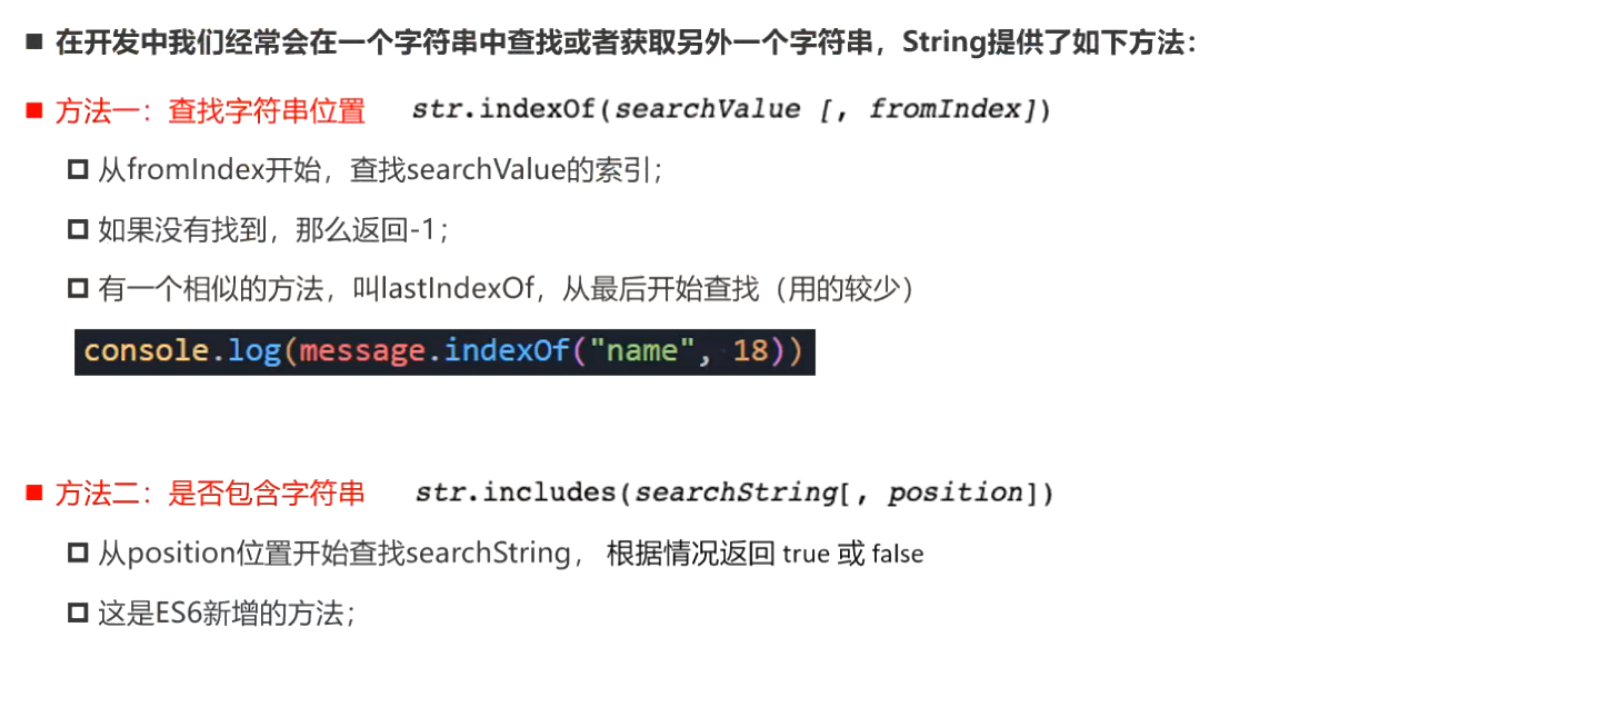 在开发中我们经常会在一个字符串中查找或者获取另外一个字符串，String提供了如下方法：
方法一：查找字符串位置 str.indexOf(searchValue [, fromIndex])
从fromIndex开始，查找searchValue的索引；
如果没有找到，那么返回-1；
有一个相似的方法，叫lastIndexOf，从最后开始查找（用的较少）
console.log(message.indexOf("name", 18))
方法二：是否包含字符串 str.includes(searchString[, position])
从position位置开始查找searchString， 根据情况返回 true 或 false
这是ES6新增的方法；